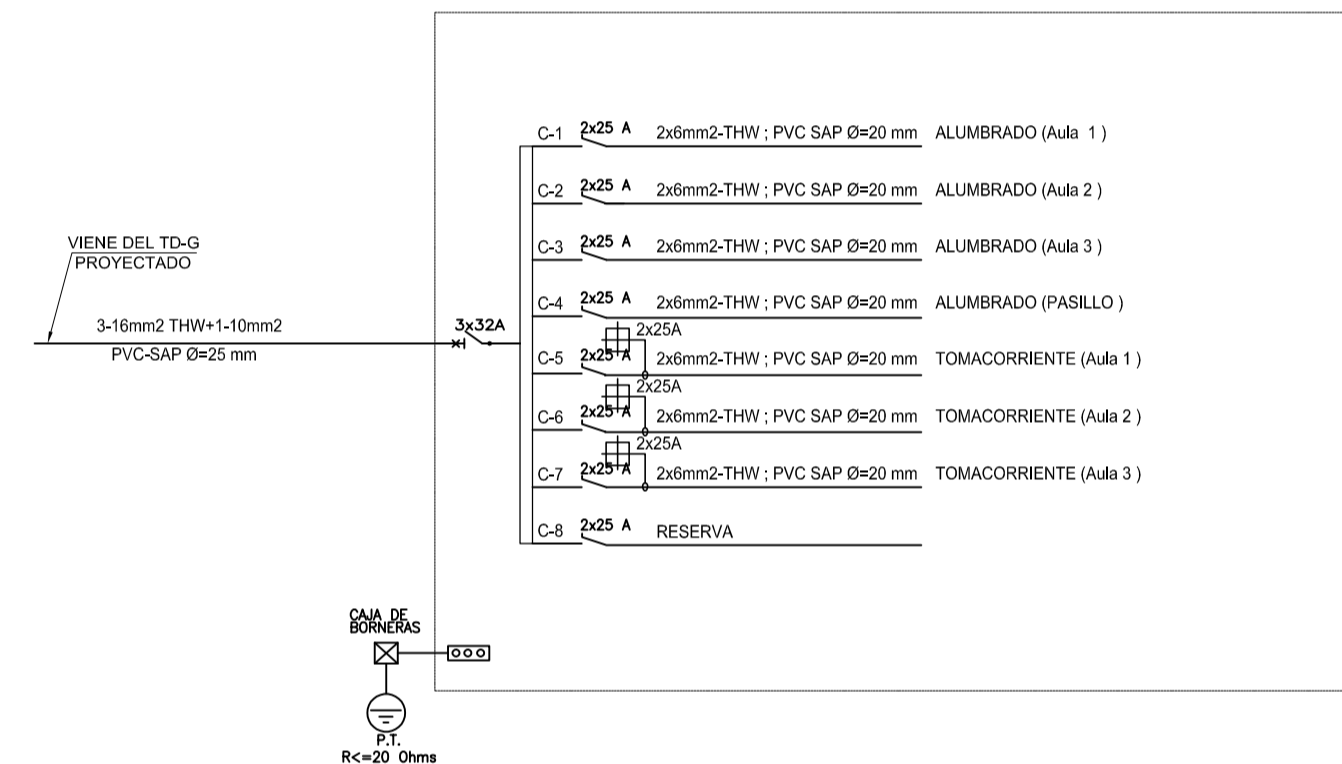 VIENE DEL TD-G
PROYECTADO
3-16mm2 THW+1-10mm2
PVC-SAP Ø=25 mm
3x32A
C-1 2x25 A 2x6mm2-THW ; PVC SAP Ø=20 mm ALUMBRADO (Aula 1 )
C-2 2x25 A 2x6mm2-THW ; PVC SAP Ø=20 mm ALUMBRADO (Aula 2 )
C-3 2x25 A 2x6mm2-THW ; PVC SAP Ø=20 mm ALUMBRADO (Aula 3 )
C-4 2x25 A 2x6mm2-THW ; PVC SAP Ø=20 mm ALUMBRADO (PASILLO )
2x25A
C-5 2x25 A 2x6mm2-THW ; PVC SAP Ø=20 mm TOMACORRIENTE (Aula 1 )
2x25A
C-6 2x25 A 2x6mm2-THW ; PVC SAP Ø=20 mm TOMACORRIENTE (Aula 2 )
2x25A
C-7 2x25 A 2x6mm2-THW ; PVC SAP Ø=20 mm TOMACORRIENTE (Aula 3 )
C-8 2x25 A RESERVA
CAJA DE
BORNERAS
P.T.
R<=20 Ohms